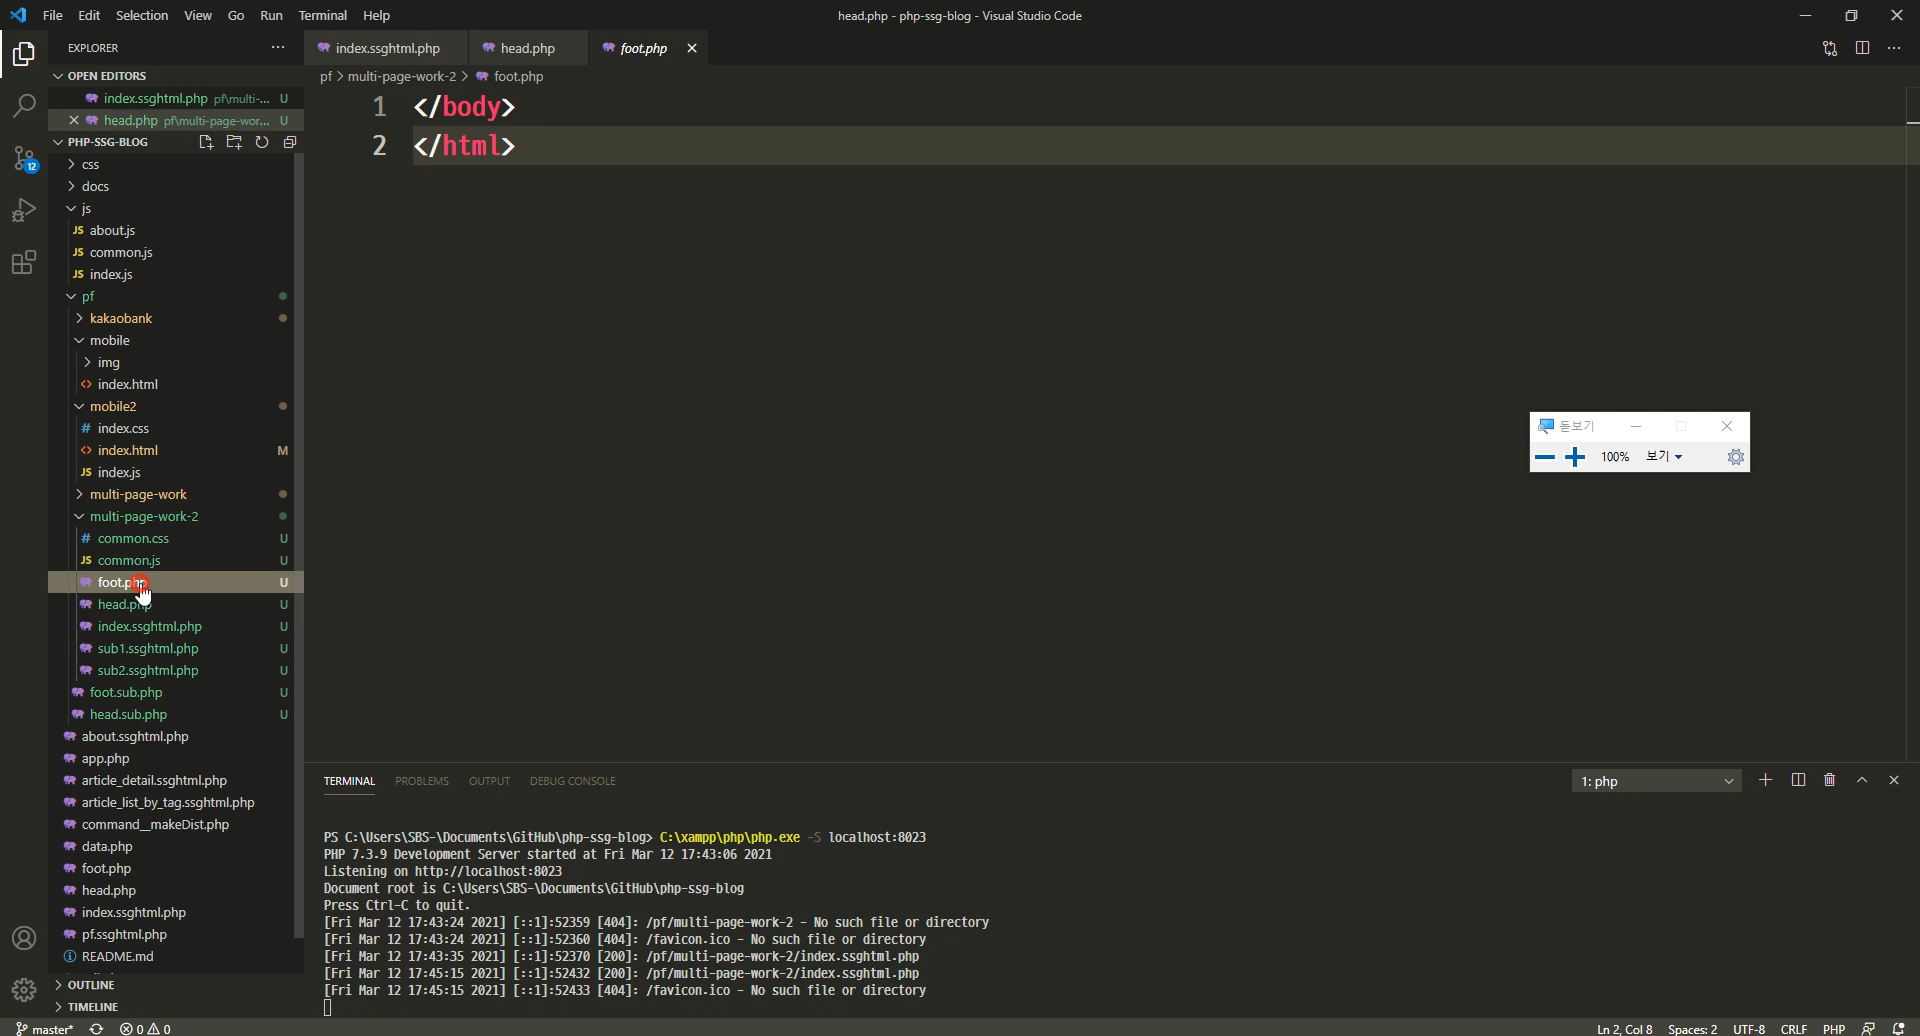 File Edit Selection View Go Run Terminal Help
head.php - php-ssg-blog - Visual Studio Code
EXPLORER
index.ssghtml.php head.php foot.php
OPEN EDITORS
pf > multi-page-work-2 > foot.php
index.ssghtml.php pf\multi-... U
head.php pf\multi-page-wor... U
1 </body>
2 </html>
PHP-SSG-BLOG
12
css
docs
js
JS about.js
JS common.js
JS index.js
pf
kakaobank
mobile
img
index.html
mobile2
# index.css
index.html M
JS index.js
multi-page-work
multi-page-work-2
# common.css U
JS common.js U
foot.php U
head.php U
index.ssghtml.php U
sub1.ssghtml.php U
sub2.ssghtml.php U
foot.sub.php U
head.sub.php U
about.ssghtml.php
app.php
article_detail.ssghtml.php
article_list_by_tag.ssghtml.php
command__makeDist.php
data.php
foot.php
head.php
index.ssghtml.php
pf.ssghtml.php
README.md
OUTLINE
TIMELINE
돋보기
100% 보기
TERMINAL PROBLEMS OUTPUT DEBUG CONSOLE
1: php
PS C:\Users\SBS-\Documents\GitHub\php-ssg-blog> C:\xampp\php\php.exe -S localhost:8023
PHP 7.3.9 Development Server started at Fri Mar 12 17:43:06 2021
Listening on http://localhost:8023
Document root is C:\Users\SBS-\Documents\GitHub\php-ssg-blog
Press Ctrl-C to quit.
[Fri Mar 12 17:43:24 2021] [::1]:52359 [404]: /pf/multi-page-work-2 - No such file or directory
[Fri Mar 12 17:43:24 2021] [::1]:52360 [404]: /favicon.ico - No such file or directory
[Fri Mar 12 17:43:35 2021] [::1]:52370 [200]: /pf/multi-page-work-2/index.ssghtml.php
[Fri Mar 12 17:45:15 2021] [::1]:52432 [200]: /pf/multi-page-work-2/index.ssghtml.php
[Fri Mar 12 17:45:15 2021] [::1]:52433 [404]: /favicon.ico - No such file or directory
master* 0 0
Ln 2, Col 8 Spaces: 2 UTF-8 CRLF PHP